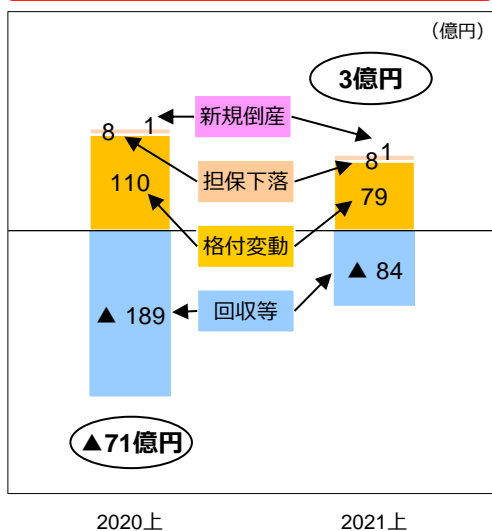 (億円)
3億円
新規倒産
8
1
1
8
担保下落
110
79
格付変動
▲ 84
▲ 189
回収等
▲71億円
2020上
2021上